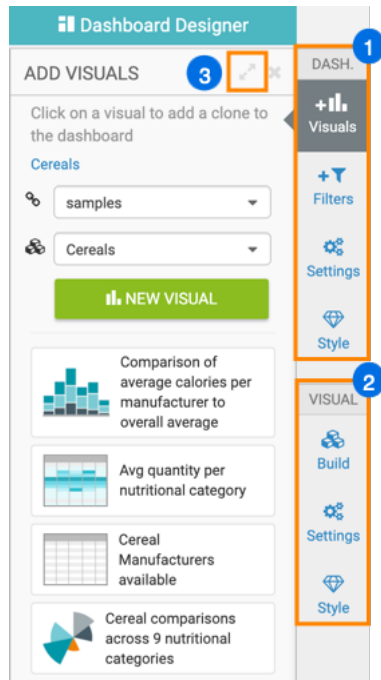 Dashboard Designer
ADD VISUALS
3
Click on a visual to add a clone to
the dashboard
Cereals
samples
Cereals
NEW VISUAL
Comparison of
average calories per
manufacturer to
overall average
Avg quantity per
nutritional category
Cereal
Manufacturers
available
Cereal comparisons
across 9 nutritional
categories
1
DASH.
Visuals
Filters
Settings
Style
2
VISUAL
Build
Settings
Style